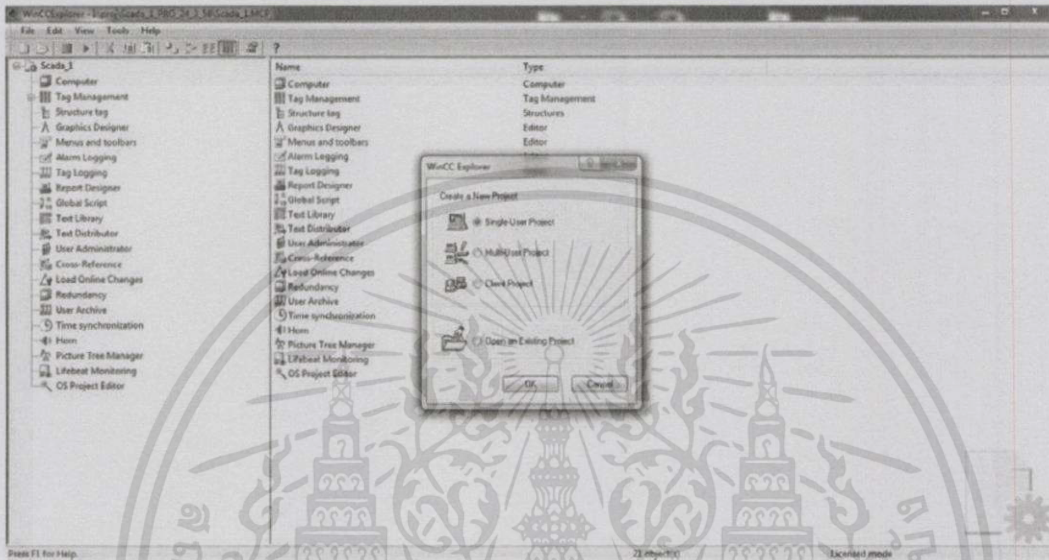 WinCCExplorer -
File Edit View Tools Help
Scada_1
Computer
Tag Management
Structure tag
Graphics Designer
Menus and toolbars
Alarm Logging
Tag Logging
Report Designer
Global Script
Text Library
Text Distributor
User Administrator
Cross-Reference
Load Online Changes
Redundancy
User Archive
Time synchronization
Horn
Picture Tree Manager
Lifebeat Monitoring
OS Project Editor
Name Type
Computer Computer
Tag Management Tag Management
Structure tag Structures
Graphics Designer Editor
Menus and toolbars Editor
Alarm Logging
Tag Logging
Report Designer
Global Script
Text Library
Text Distributor
User Administrator
Cross-Reference
Load Online Changes
Redundancy
User Archive
Time synchronization
Horn
Picture Tree Manager
Lifebeat Monitoring
OS Project Editor
WinCC Explorer
Create a New Project
Single-User Project
Multi-User Project
Client Project
Open an Existing Project
OK Cancel
Press F1 for Help. 21 object(s) Licensed mode